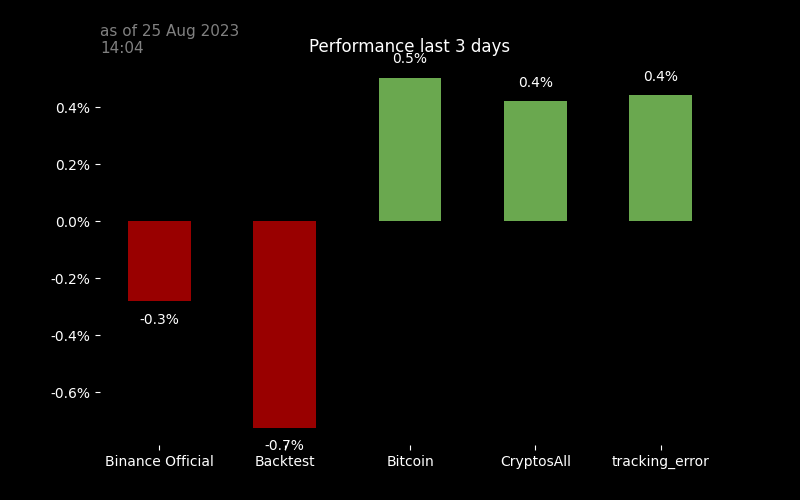 as of 25 Aug 2023
14:04
Performance last 3 days
0.5%
0.4%
0.4%
0.4%
0.2%
0.0%
-0.2%
-0.3%
-0.4%
-0.6%
-0.7%
Binance Official
Backtest
Bitcoin
CryptosAll
tracking_error